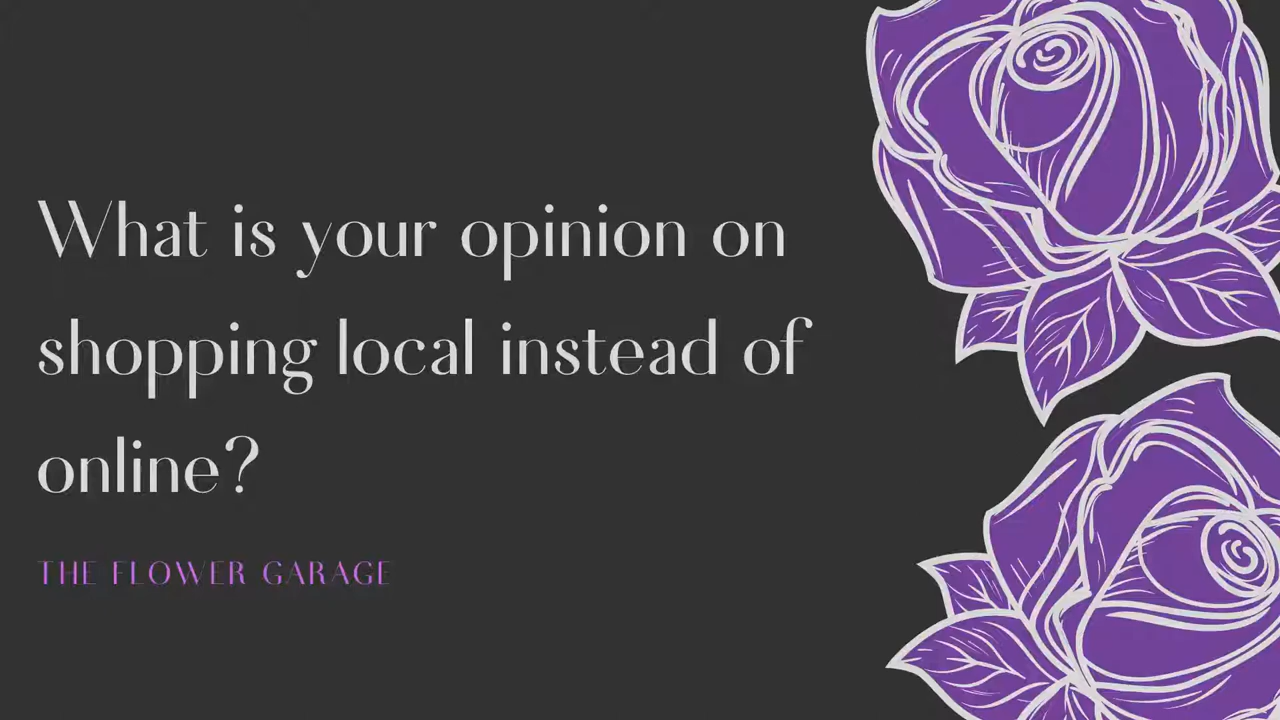 What is your opinion on
shopping local instead of
online?
THE FLOWER GARAGE